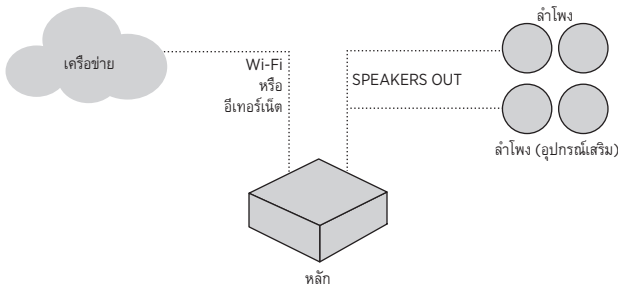 ลำโพง
เครือข่าย
Wi-Fi
หรือ
อีเทอร์เน็ต
SPEAKERS OUT
ลำโพง (อุปกรณ์เสริม)
หลัก